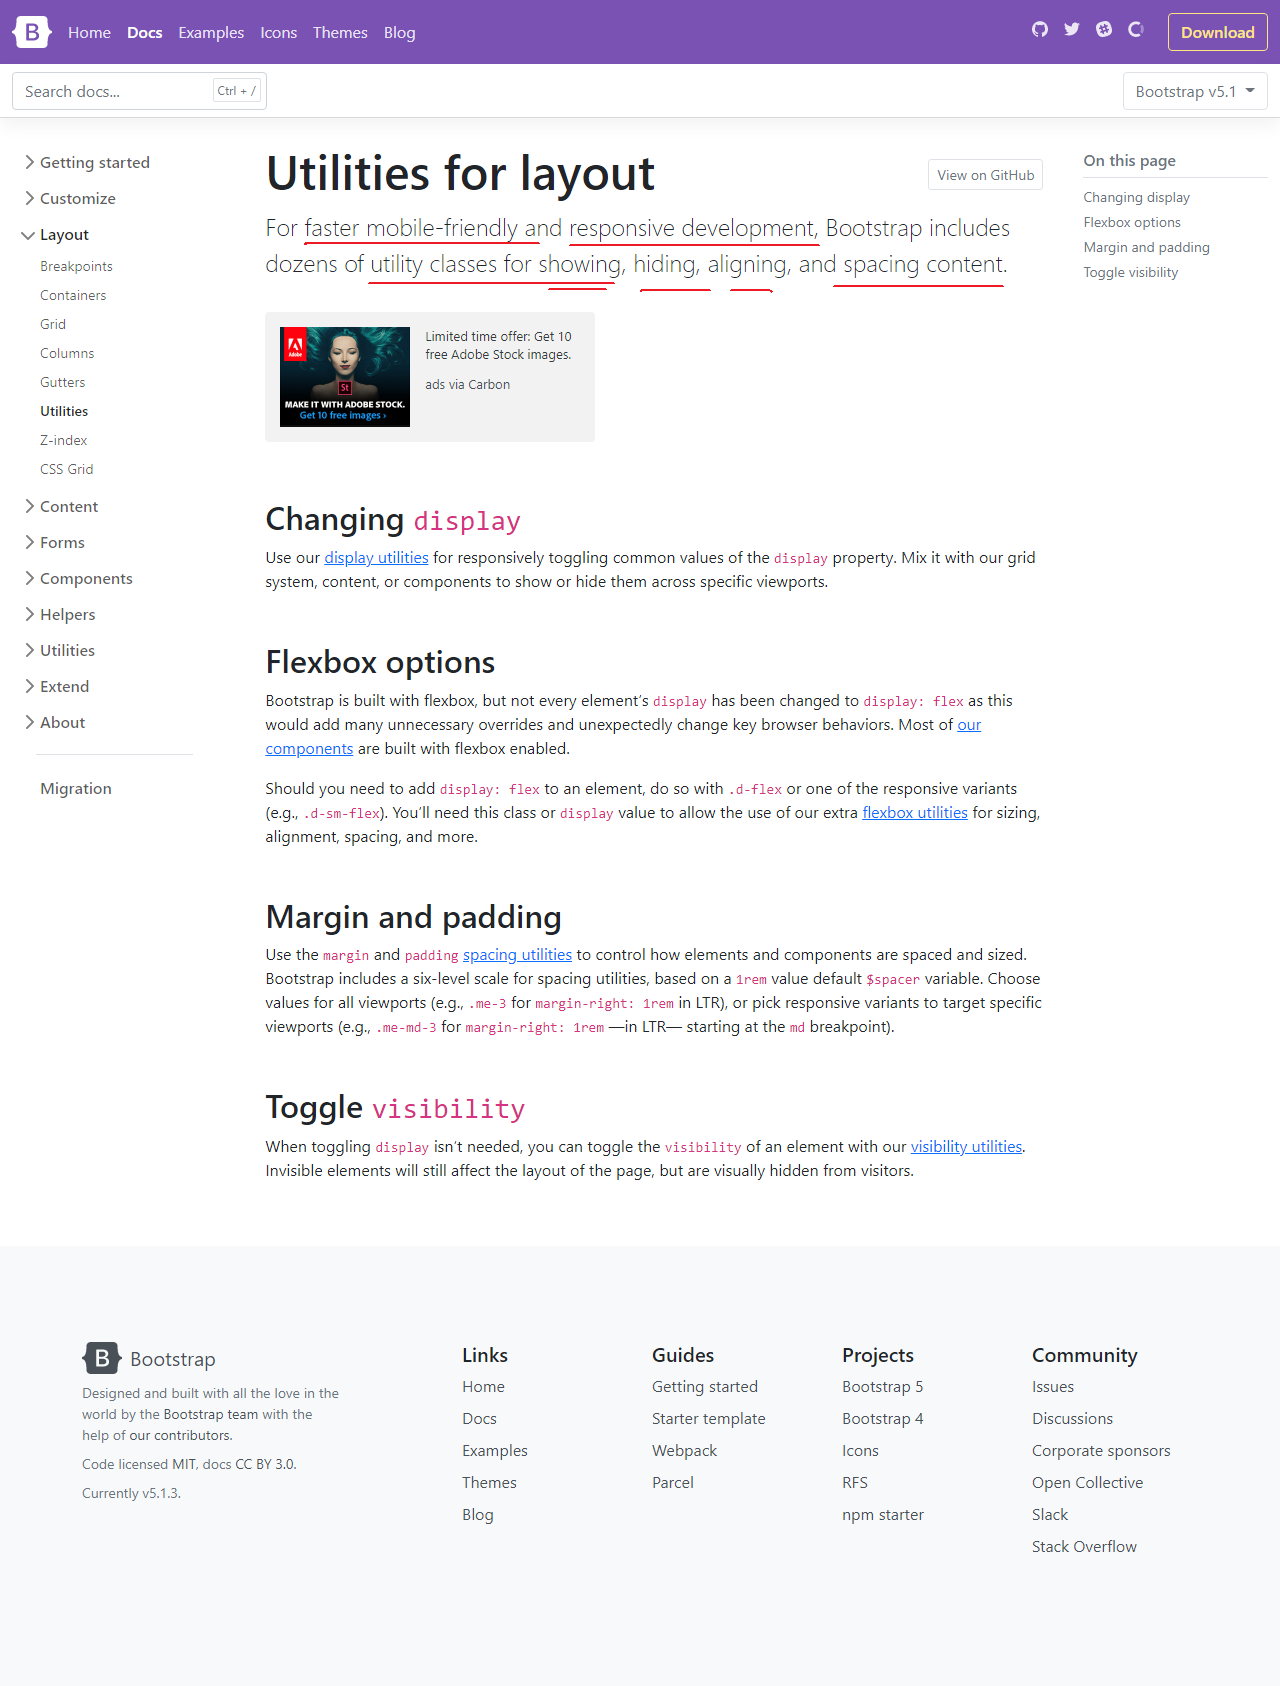 B Home Docs Examples Icons Themes Blog Download
Search docs... Ctrl + / Bootstrap v5.1
Getting started
Customize
Layout
Breakpoints
Containers
Grid
Columns
Gutters
Utilities
Z-index
CSS Grid
Content
Forms
Components
Helpers
Utilities
Extend
About
Migration
Utilities for layout
View on GitHub
For faster mobile-friendly and responsive development, Bootstrap includes
dozens of utility classes for showing, hiding, aligning, and spacing content.
Adobe
St
MAKE IT WITH ADOBE STOCK.
Get 10 free images ›
Limited time offer: Get 10
free Adobe Stock images.
ads via Carbon
Changing display
Use our display utilities for responsively toggling common values of the display property. Mix it with our grid
system, content, or components to show or hide them across specific viewports.
Flexbox options
Bootstrap is built with flexbox, but not every element’s display has been changed to display: flex as this
would add many unnecessary overrides and unexpectedly change key browser behaviors. Most of our
components are built with flexbox enabled.
Should you need to add display: flex to an element, do so with .d-flex or one of the responsive variants
(e.g., .d-sm-flex). You’ll need this class or display value to allow the use of our extra flexbox utilities for sizing,
alignment, spacing, and more.
Margin and padding
Use the margin and padding spacing utilities to control how elements and components are spaced and sized.
Bootstrap includes a six-level scale for spacing utilities, based on a 1rem value default $spacer variable. Choose
values for all viewports (e.g., .me-3 for margin-right: 1rem in LTR), or pick responsive variants to target specific
viewports (e.g., .me-md-3 for margin-right: 1rem —in LTR— starting at the md breakpoint).
Toggle visibility
When toggling display isn’t needed, you can toggle the visibility of an element with our visibility utilities.
Invisible elements will still affect the layout of the page, but are visually hidden from visitors.
On this page
Changing display
Flexbox options
Margin and padding
Toggle visibility
B Bootstrap
Designed and built with all the love in the
world by the Bootstrap team with the
help of our contributors.
Code licensed MIT, docs CC BY 3.0.
Currently v5.1.3.
Links
Home
Docs
Examples
Themes
Blog
Guides
Getting started
Starter template
Webpack
Parcel
Projects
Bootstrap 5
Bootstrap 4
Icons
RFS
npm starter
Community
Issues
Discussions
Corporate sponsors
Open Collective
Slack
Stack Overflow